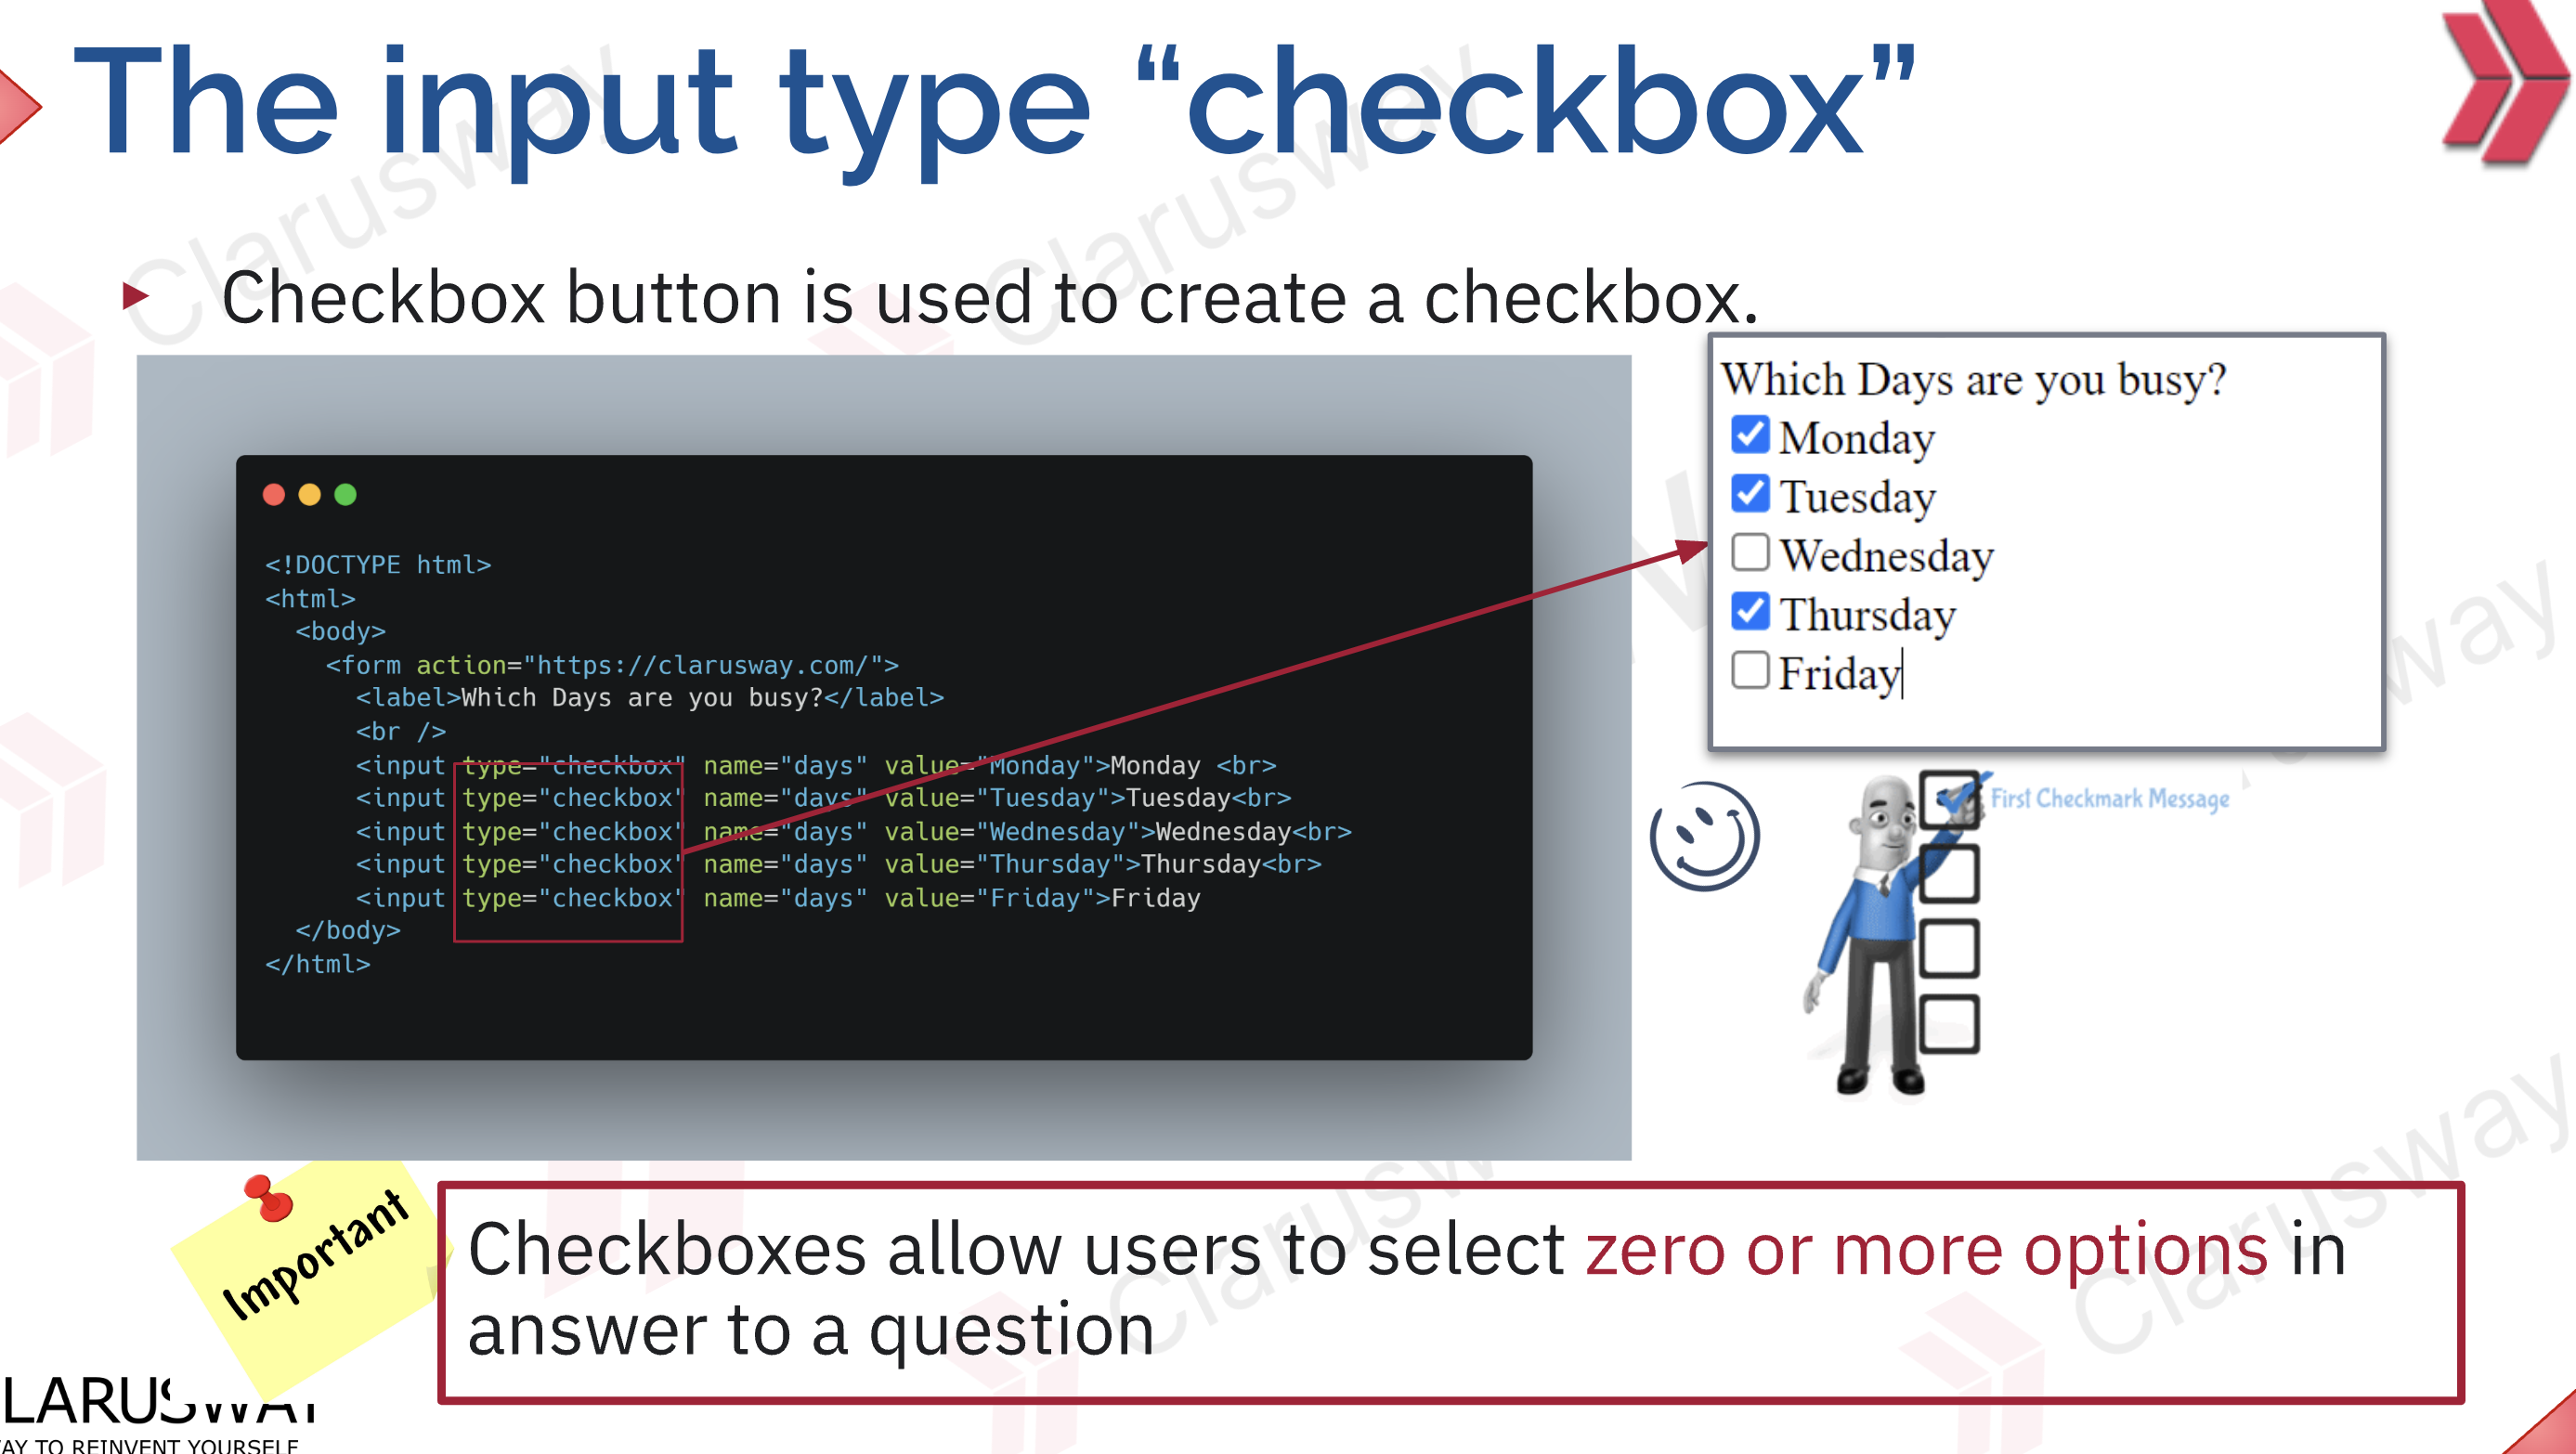 The input type “checkbox”
Checkbox button is used to create a checkbox.
<!DOCTYPE html>
<html>
<body>
<form action="https://clarusway.com/">
<label>Which Days are you busy?</label>
<br />
<input type="checkbox" name="days" value="Monday">Monday <br>
<input type="checkbox" name="days" value="Tuesday">Tuesday<br>
<input type="checkbox" name="days" value="Wednesday">Wednesday<br>
<input type="checkbox" name="days" value="Thursday">Thursday<br>
<input type="checkbox" name="days" value="Friday">Friday
</body>
</html>
Which Days are you busy?
Monday
Tuesday
Wednesday
Thursday
Friday
First Checkmark Message
Important
Checkboxes allow users to select zero or more options in
answer to a question
LARUSWAY
AY TO REINVENT YOURSELF
Clarusway
Clarusway
Clarusway
Clarusway